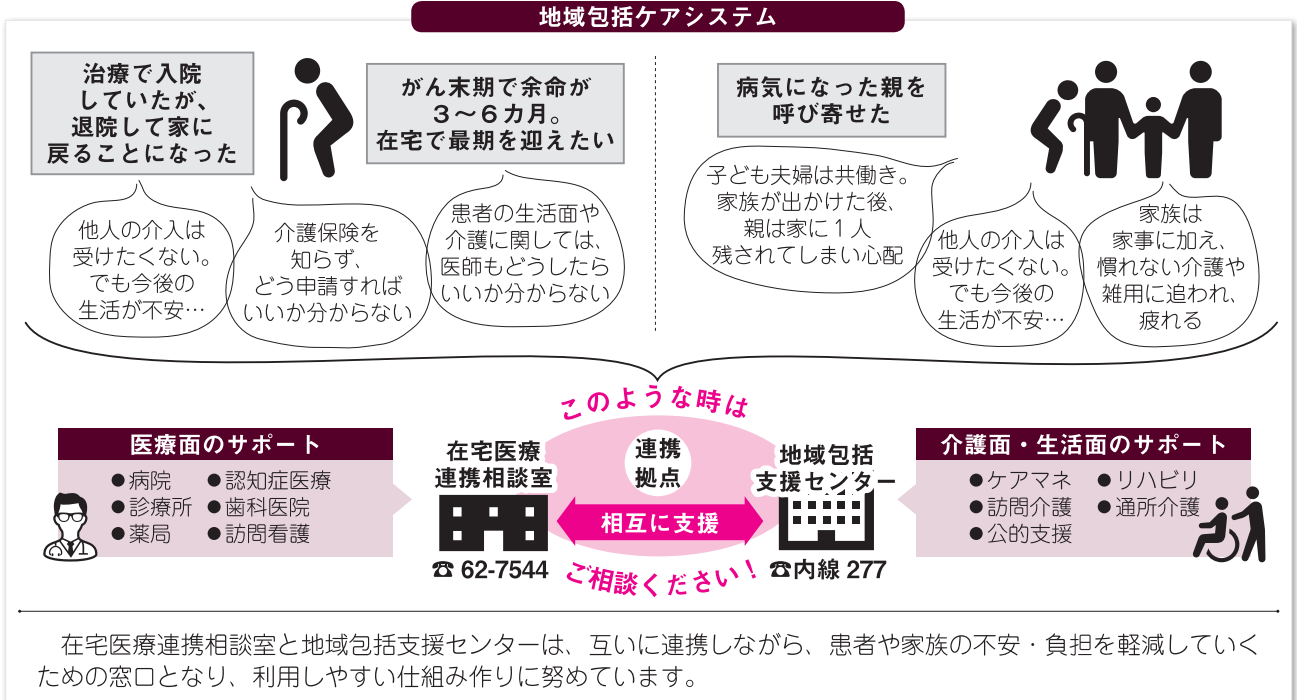 地域包括ケアシステム
治療で入院
していたが、
退院して家に
戻ることになった
がん末期で余命が
3～6カ月。
在宅で最期を迎えたい
他人の介入は
受けたくない。
でも今後の
生活が不安…
介護保険を
知らず、
どう申請すれば
いいか分からない
患者の生活面や
介護に関しては、
医師もどうしたら
いいか分からない
病気になった親を
呼び寄せた
子ども夫婦は共働き。
家族が出かけた後、
親は家に1人
残されてしまい心配
他人の介入は
受けたくない。
でも今後の
生活が不安…
家族は
家事に加え、
慣れない介護や
雑用に追われ、
疲れる
このような時は
医療面のサポート
●病院 ●認知症医療
●診療所 ●歯科医院
●薬局 ●訪問看護
在宅医療
連携相談室
☎ 62-7544
連携
拠点
相互に支援
地域包括
支援センター
☎内線 277
ご相談ください！
介護面・生活面のサポート
●ケアマネ ●リハビリ
●訪問介護 ●通所介護
●公的支援
在宅医療連携相談室と地域包括支援センターは、互いに連携しながら、患者や家族の不安・負担を軽減していく
ための窓口となり、利用しやすい仕組み作りに努めています。